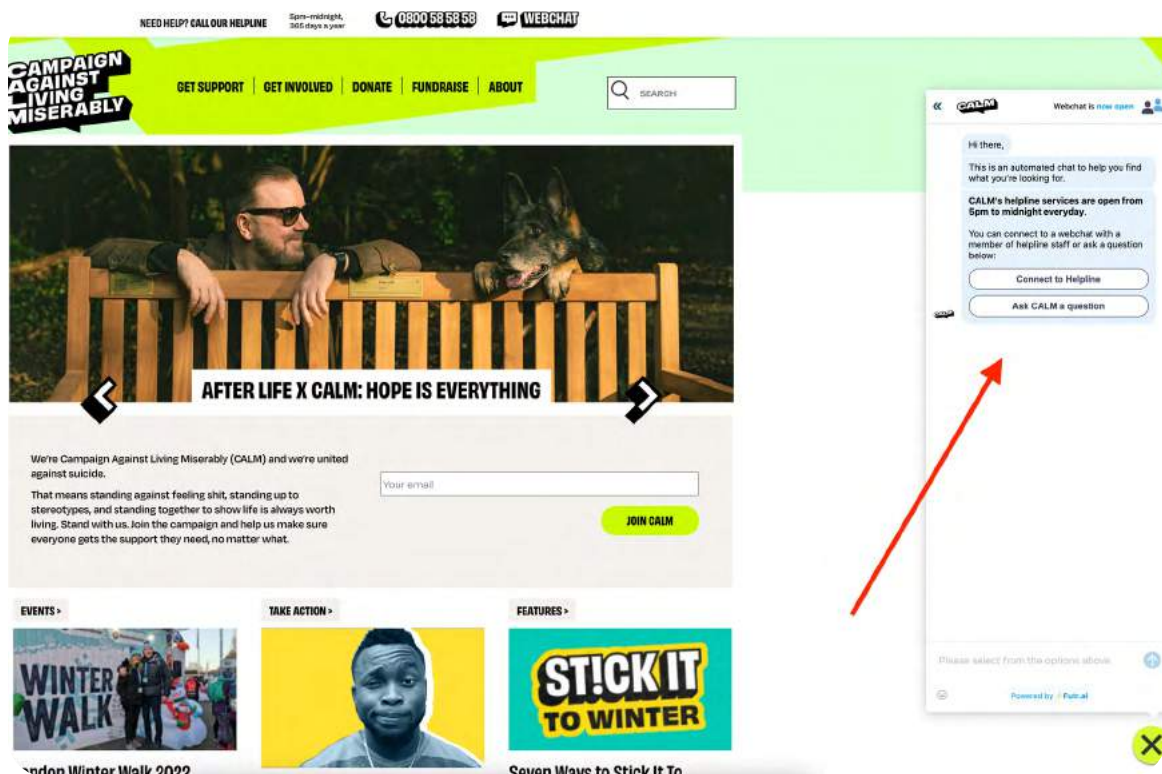 NEED HELP? CALL OUR HELPLINE
5pm–midnight,
365 days a year
0800 58 58 58
WEBCHAT
CAMPAIGN
AGAINST
LIVING
MISERABLY
GET SUPPORT
GET INVOLVED
DONATE
FUNDRAISE
ABOUT
SEARCH
AFTER LIFE X CALM: HOPE IS EVERYTHING
We're Campaign Against Living Miserably (CALM) and we're united
against suicide.
That means standing against feeling shit, standing up to
stereotypes, and standing together to show life is always worth
living. Stand with us. Join the campaign and help us make sure
everyone gets the support they need, no matter what.
Your email
JOIN CALM
EVENTS >
TAKE ACTION >
FEATURES >
WINTER
WALK
ST!CK IT
TO WINTER
London Winter Walk 2022
Seven Ways to Stick It To
«
CALM
Webchat is now open
Hi there,
This is an automated chat to help you find
what you're looking for.
CALM's helpline services are open from
5pm to midnight everyday.
You can connect to a webchat with a
member of helpline staff or ask a question
below:
Connect to Helpline
Ask CALM a question
CALM
Please select from the options above
Powered by Futr.ai